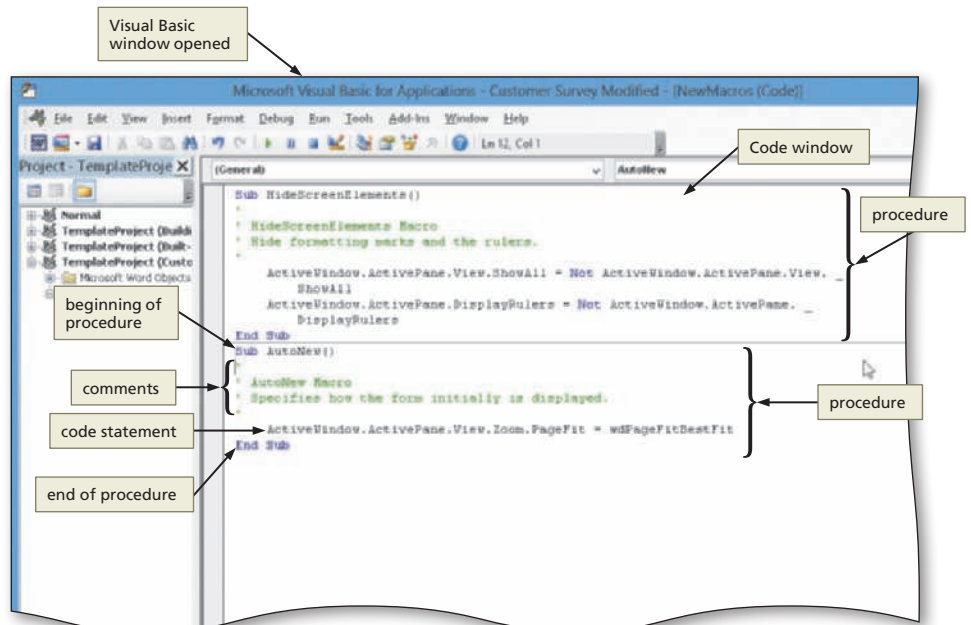 Visual Basic
window opened
Microsoft Visual Basic for Applications - Customer Survey Modified - [NewMacros (Code)]
File Edit View Insert Format Debug Run Tools Add-Ins Window Help
Ln 12, Col 1
Code window
Project - TemplateProje
(General)
AutoNew
Normal
TemplateProject (Buildi
TemplateProject (Built-
TemplateProject (Custo
Microsoft Word Objects
Sub HideScreenElements()
'
' HideScreenElements Macro
' Hide formatting marks and the rulers.
'
ActiveWindow.ActivePane.View.ShowAll = Not ActiveWindow.ActivePane.View. _
ShowAll
ActiveWindow.ActivePane.DisplayRulers = Not ActiveWindow.ActivePane. _
DisplayRulers
End Sub
procedure
beginning of
procedure
Sub AutoNew()
'
' AutoNew Macro
' Specifies how the form initially is displayed.
'
ActiveWindow.ActivePane.View.Zoom.PageFit = wdPageFitBestFit
End Sub
comments
procedure
code statement
end of procedure